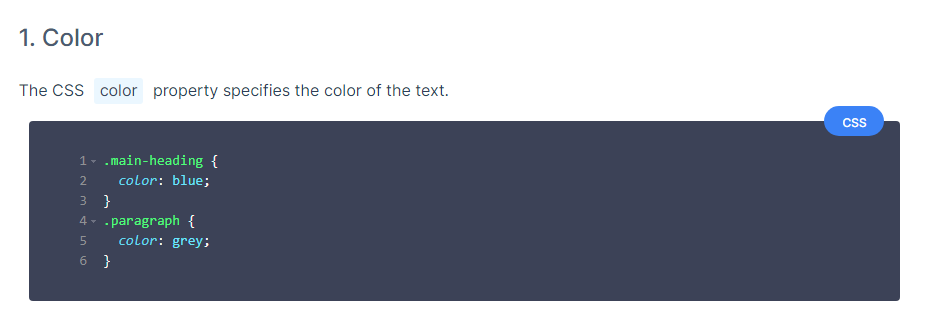 1. Color
The CSS color property specifies the color of the text.
CSS
1 .main-heading {
2 color: blue;
3 }
4 .paragraph {
5 color: grey;
6 }